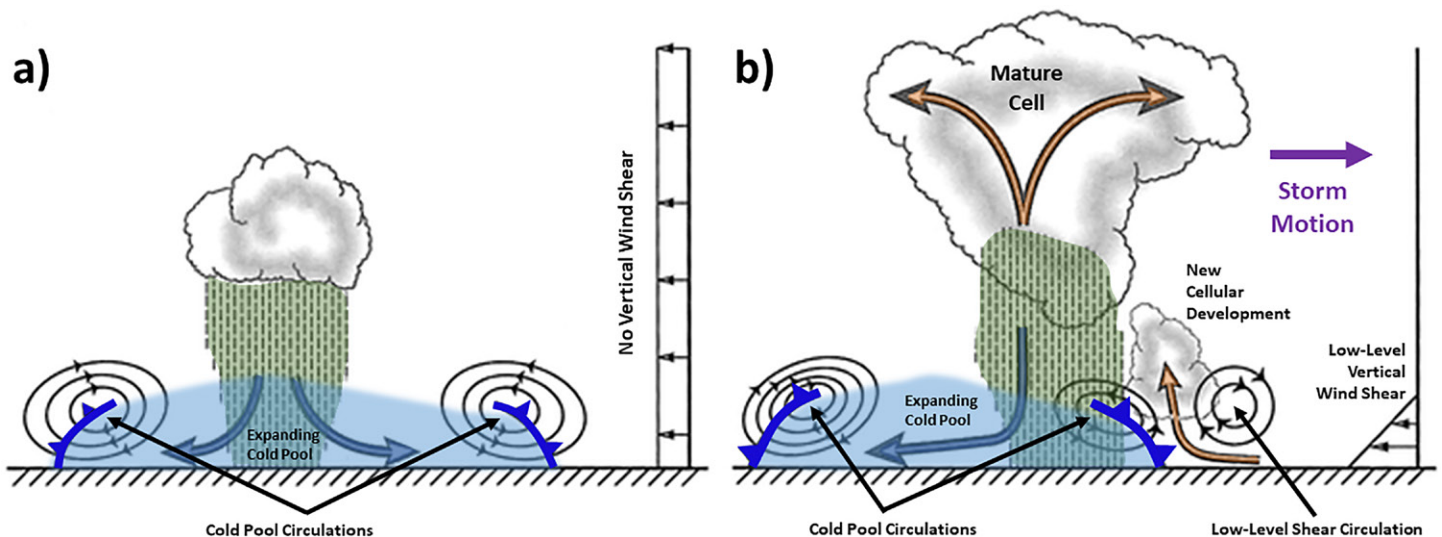 a)
No Vertical Wind Shear
Expanding
Cold Pool
Cold Pool Circulations
b)
Mature
Cell
Storm
Motion
New
Cellular
Development
Low-Level
Vertical
Wind Shear
Expanding
Cold Pool
Cold Pool Circulations
Low-Level Shear Circulation